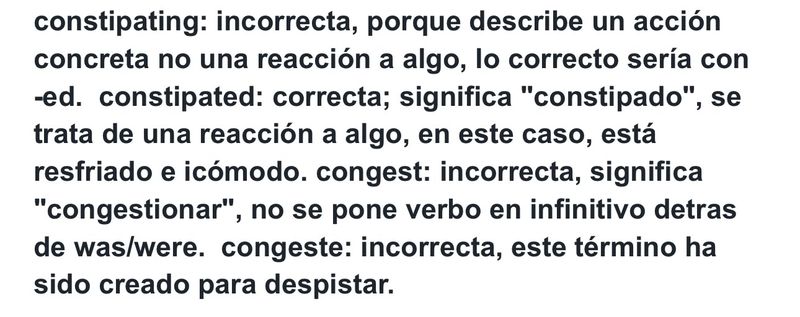 constipating: incorrecta, porque describe un acción
concreta no una reacción a algo, lo correcto sería con
-ed.  constipated: correcta; significa "constipado", se
trata de una reacción a algo, en este caso, está
resfriado e icómodo. congest: incorrecta, significa
"congestionar", no se pone verbo en infinitivo detras
de was/were.  congeste: incorrecta, este término ha
sido creado para despistar.